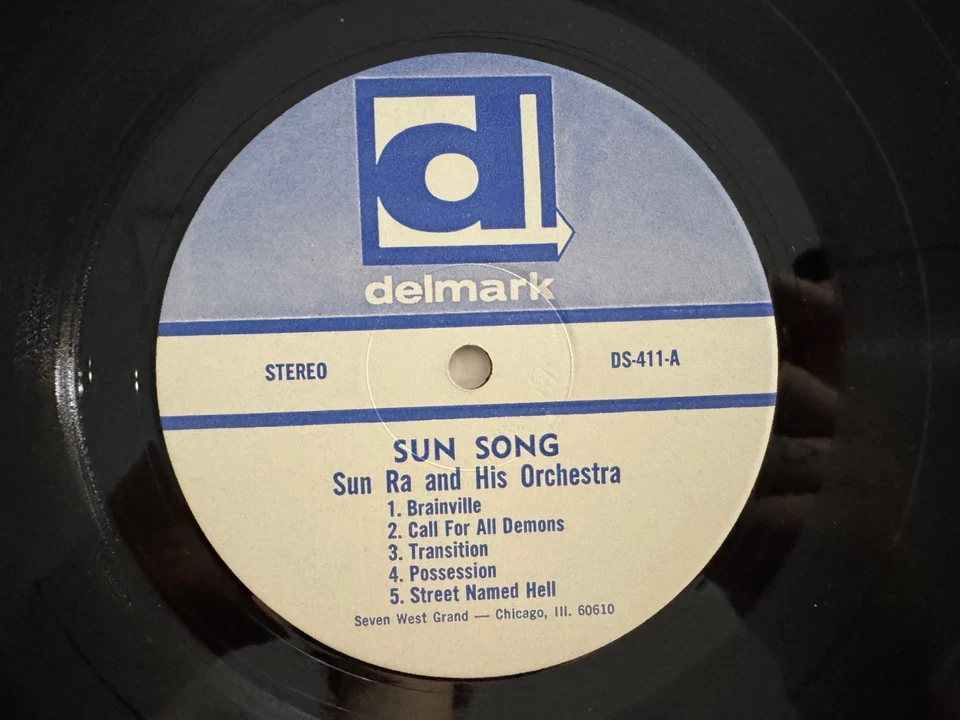 d
delmark
STEREO
DS-411-A
SUN SONG
Sun Ra and His Orchestra
1. Brainville
2. Call For All Demons
3. Transition
4. Possession
5. Street Named Hell
Seven West Grand — Chicago, Ill. 60610